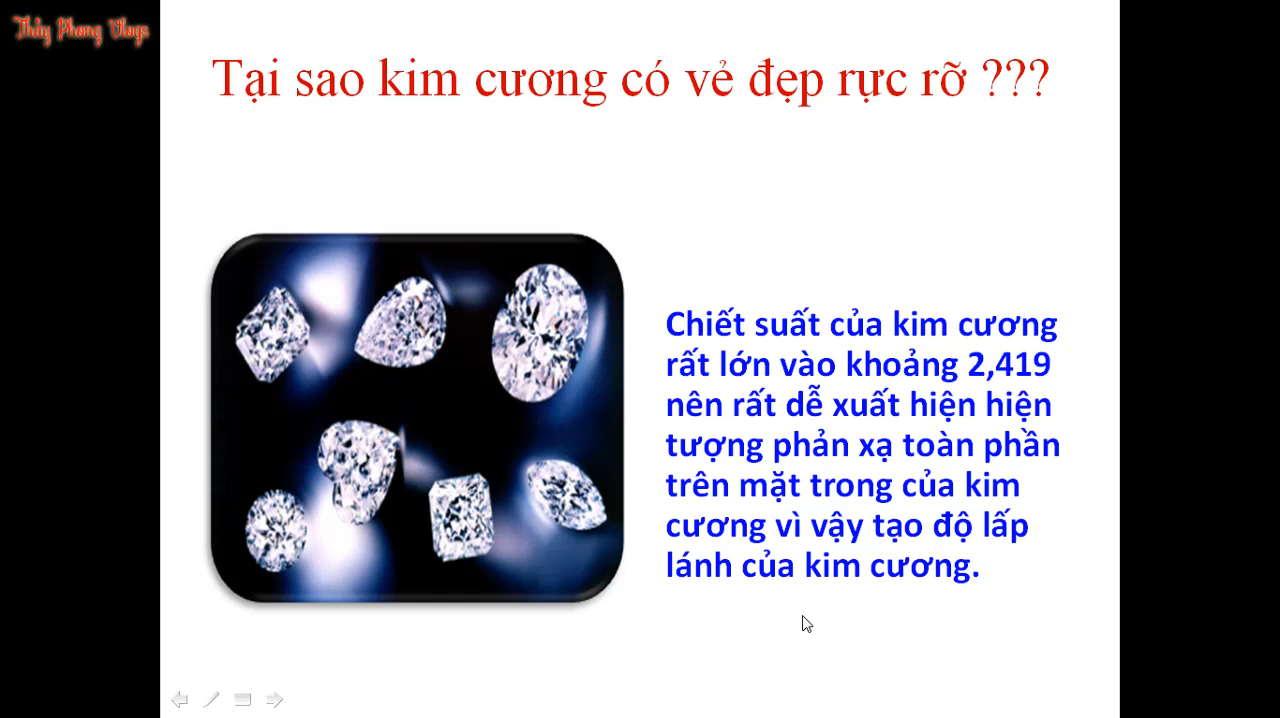 Thủy Phong Vlogs
Tại sao kim cương có vẻ đẹp rực rỡ ???
Chiết suất của kim cương
rất lớn vào khoảng 2,419
nên rất dễ xuất hiện hiện
tượng phản xạ toàn phần
trên mặt trong của kim
cương vì vậy tạo độ lấp
lánh của kim cương.